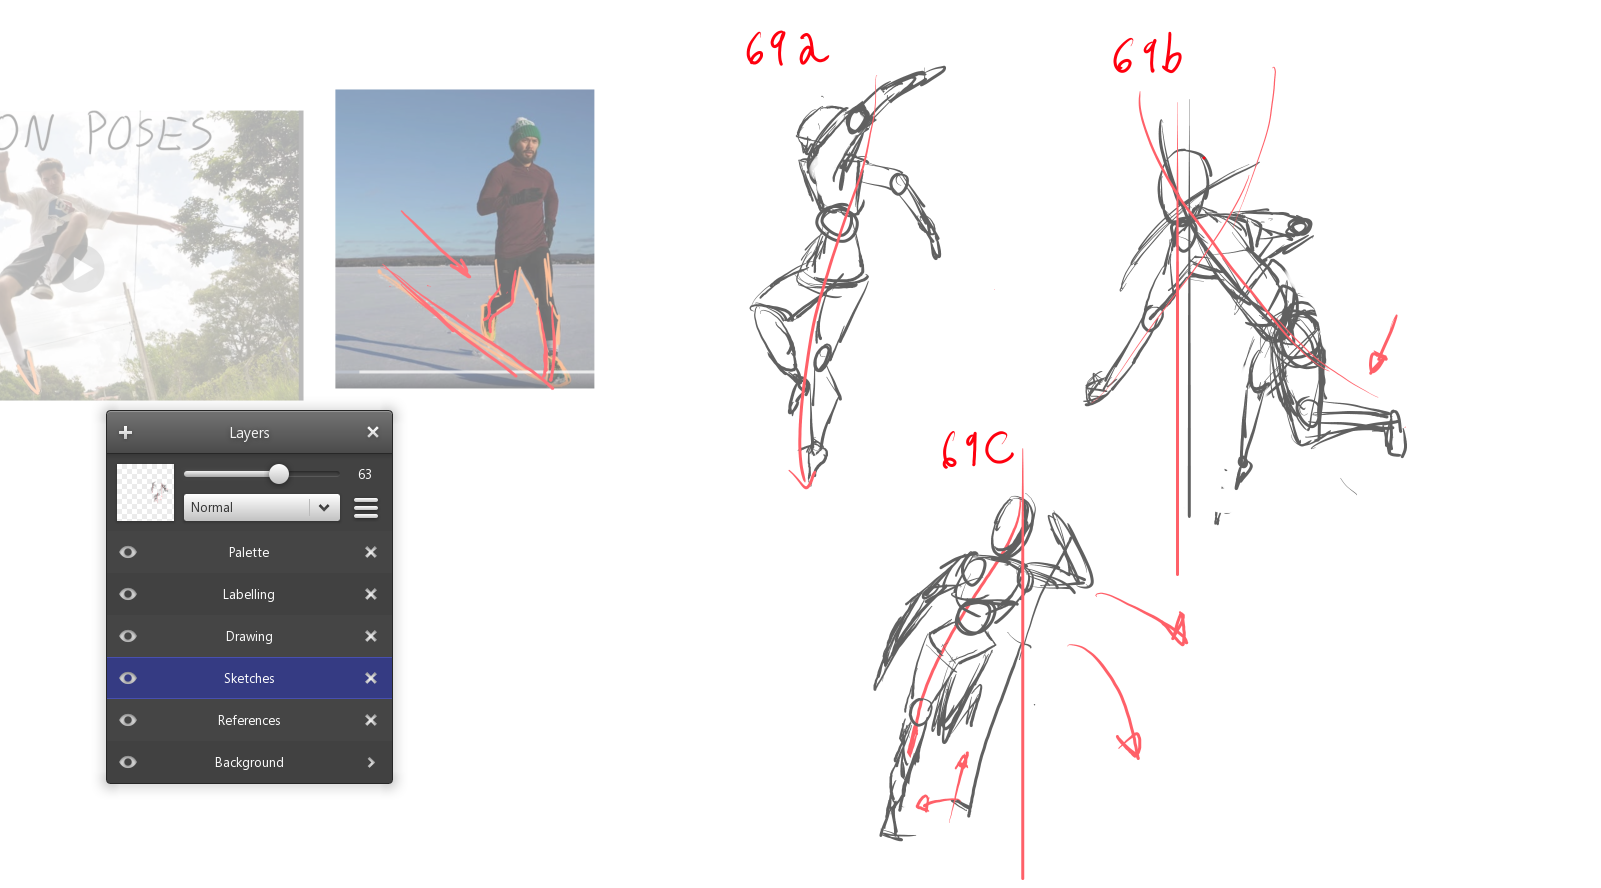 ON POSES
69a
69b
69C
Layers
63
Normal
Palette
Labelling
Drawing
Sketches
References
Background